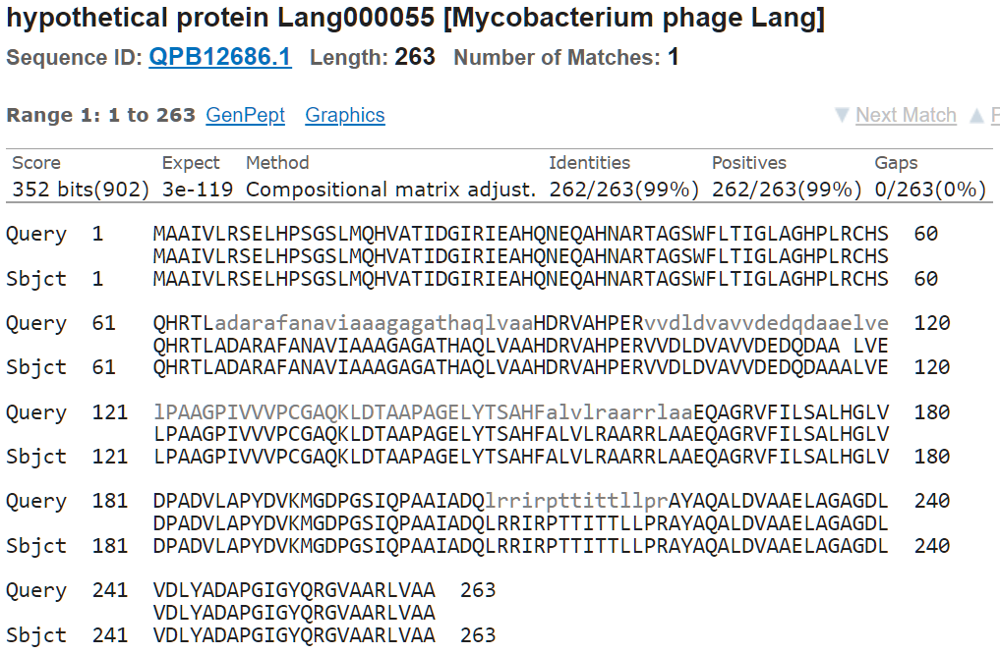 hypothetical protein Lang000055 [Mycobacterium phage Lang]
Sequence ID: QPB12686.1 Length: 263 Number of Matches: 1
Range 1: 1 to 263 GenPept Graphics ▼ Next Match ▲ P
Score Expect Method Identities Positives Gaps
352 bits(902) 3e-119 Compositional matrix adjust. 262/263(99%) 262/263(99%) 0/263(0%)
Query 1 MAAIVLRSELHPSGSLMQHVATIDGIRIEAHQNEQAHNARTAGSWFLTIGLAGHPLRCHS 60
MAAIVLRSELHPSGSLMQHVATIDGIRIEAHQNEQAHNARTAGSWFLTIGLAGHPLRCHS
Sbjct 1 MAAIVLRSELHPSGSLMQHVATIDGIRIEAHQNEQAHNARTAGSWFLTIGLAGHPLRCHS 60
Query 61 QHRTLadarafanaviaaagagathaqlvaaHDRVAHPERvvdldvavvdedqdaaelve 120
QHRTLADARAFANAVIAAAGAGATHAQLVAAHDRVAHPERVVDLDVAVVDEDQDAA LVE
Sbjct 61 QHRTLADARAFANAVIAAAGAGATHAQLVAAHDRVAHPERVVDLDVAVVDEDQDAAALVE 120
Query 121 lPAAGPIVVVPCGAQKLDTAAPAGELYTSAHFalvlraarrlaaEQAGRVFILSALHGLV 180
LPAAGPIVVVPCGAQKLDTAAPAGELYTSAHFALVLRAARRLAAEQAGRVFILSALHGLV
Sbjct 121 LPAAGPIVVVPCGAQKLDTAAPAGELYTSAHFALVLRAARRLAAEQAGRVFILSALHGLV 180
Query 181 DPADVLAPYDVKMGDPGSIQPAAIADQlrrirpttittllprAYAQALDVAAELAGAGDL 240
DPADVLAPYDVKMGDPGSIQPAAIADQLRRIRPTTITTLLPRAYAQALDVAAELAGAGDL
Sbjct 181 DPADVLAPYDVKMGDPGSIQPAAIADQLRRIRPTTITTLLPRAYAQALDVAAELAGAGDL 240
Query 241 VDLYADAPGIGYQRGVAARLVAA 263
VDLYADAPGIGYQRGVAARLVAA
Sbjct 241 VDLYADAPGIGYQRGVAARLVAA 263